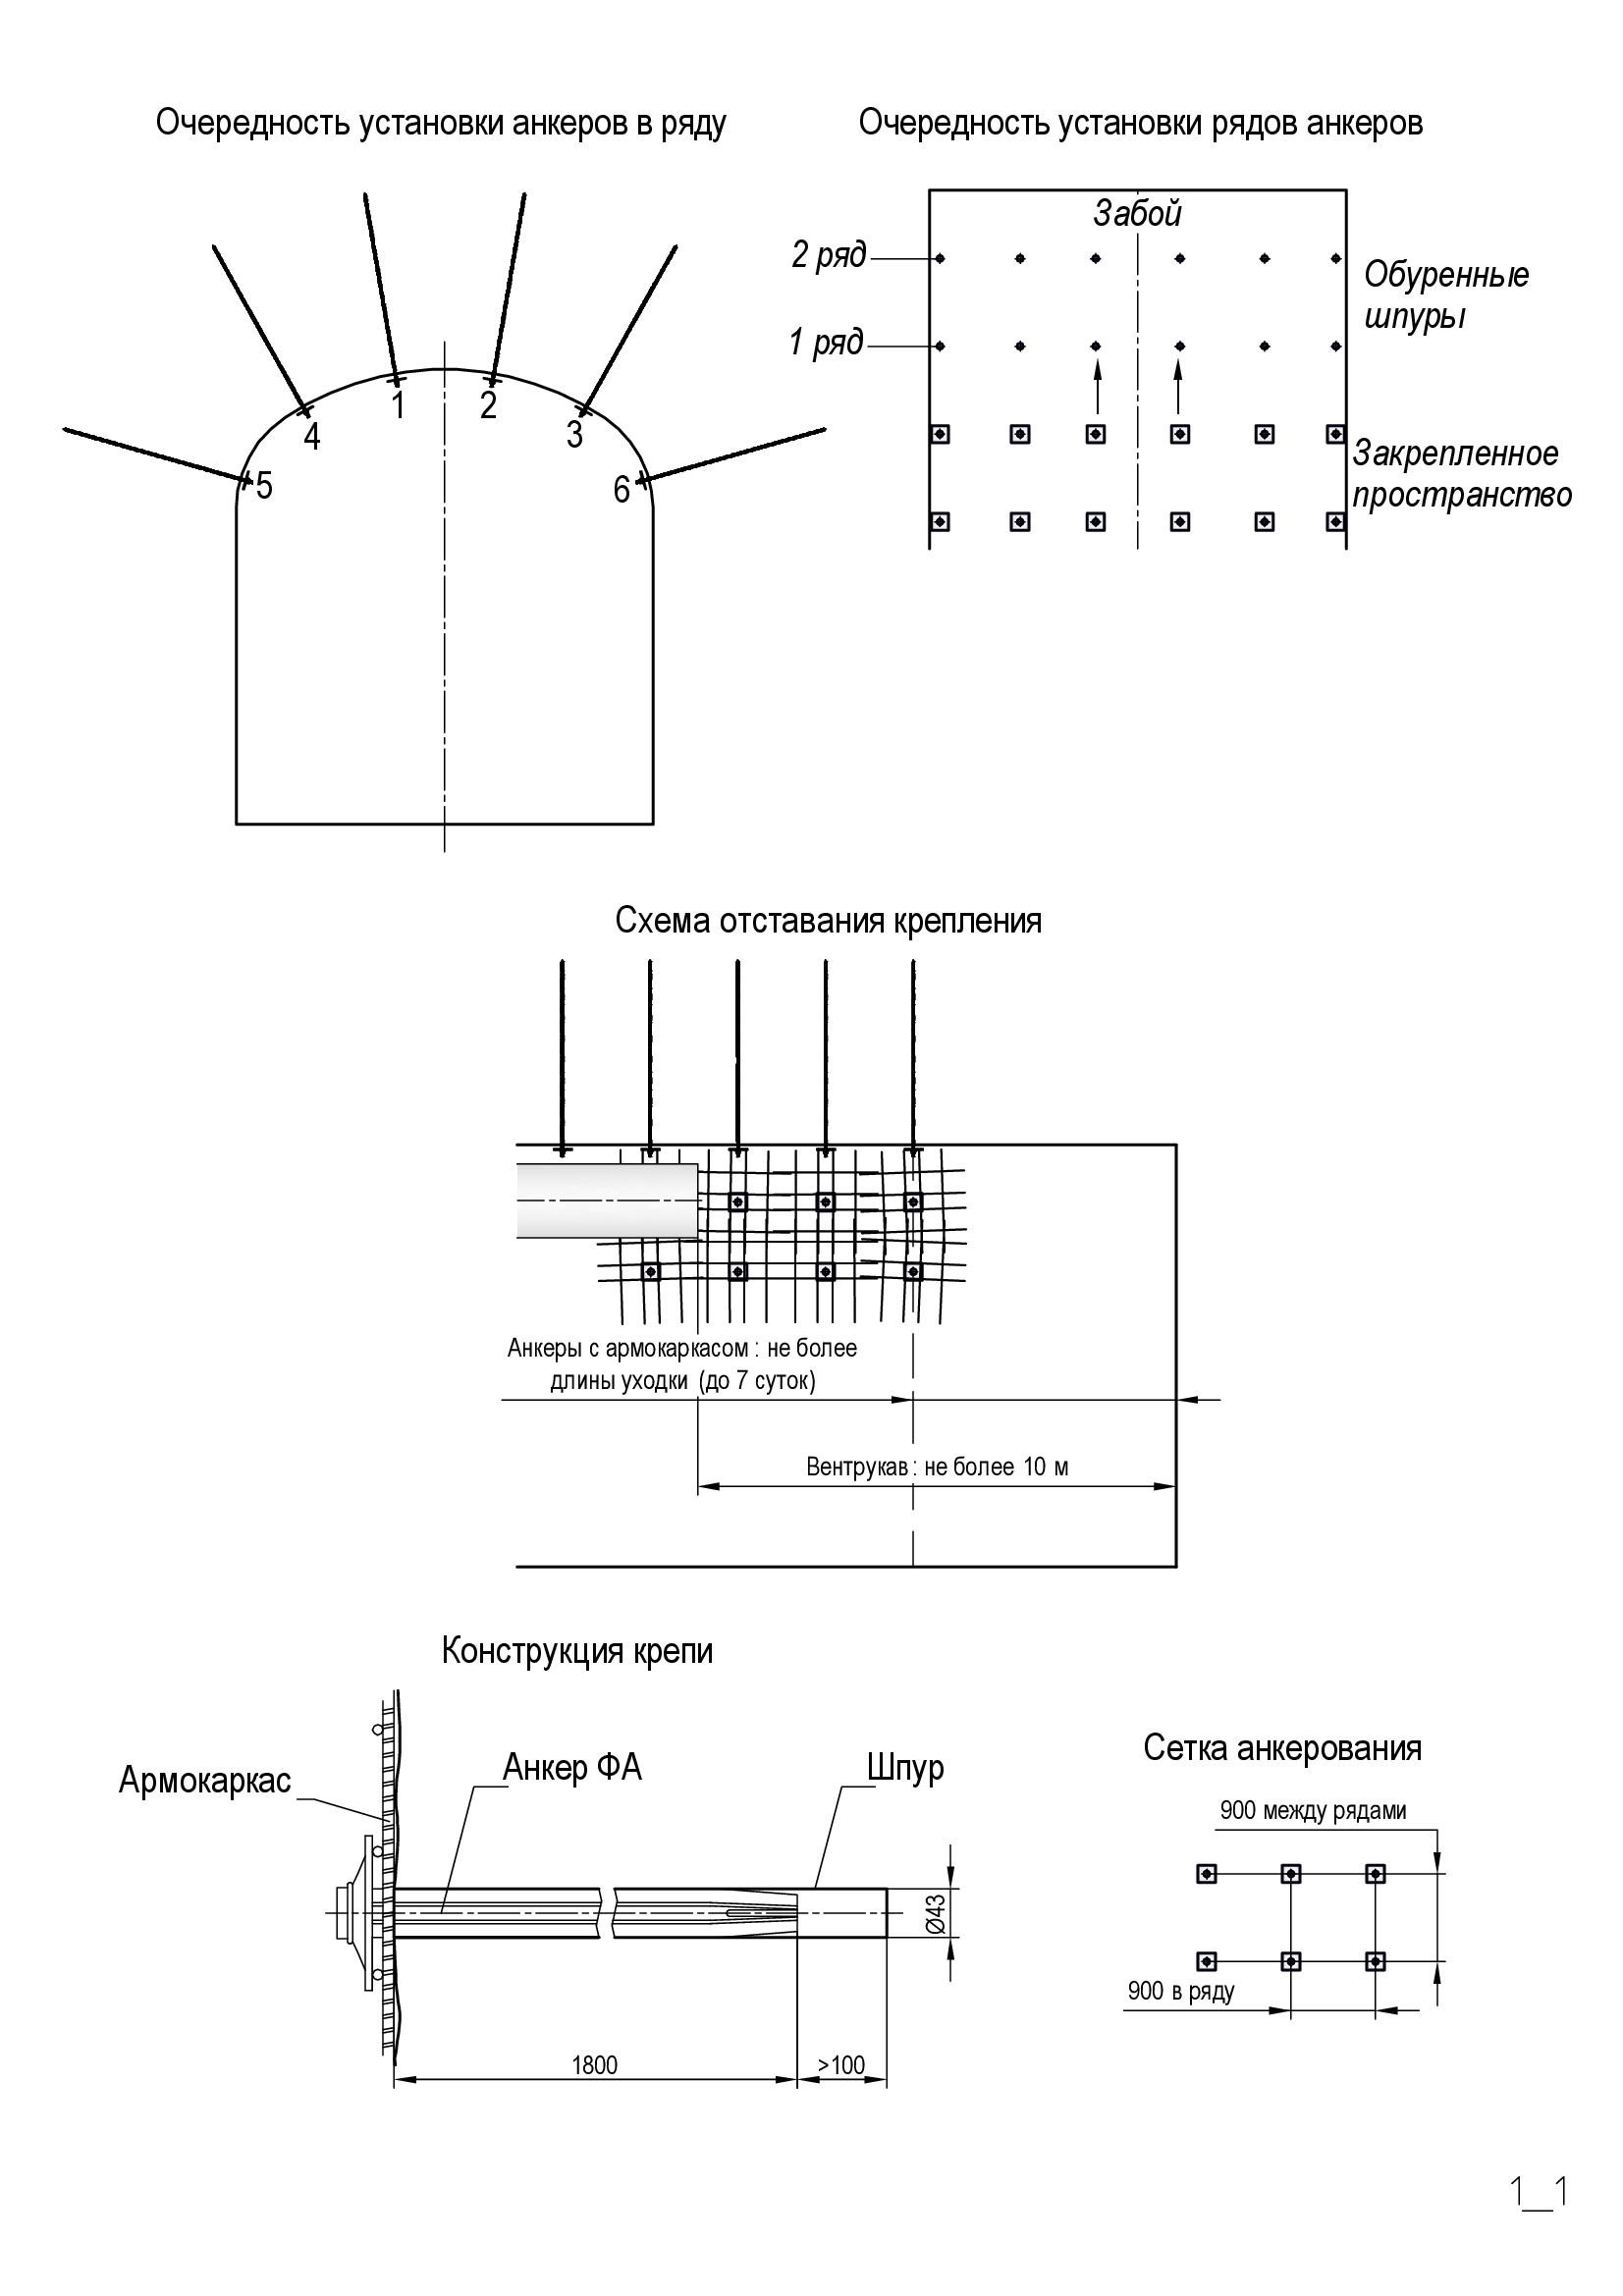 Очередность установки анкеров в ряду
1
2
3
4
5
6
Очередность установки рядов анкеров
Забой
2 ряд
Обуренные
шпуры
1 ряд
Закрепленное
пространство
Схема отставания крепления
Анкеры с армокаркасом : не более
длины уходки (до 7 суток)
Вентрукав : не более 10 м
Конструкция крепи
Армокаркас
Анкер ФА
Шпур
Ø43
1800
>100
Сетка анкерования
900 между рядами
900 в ряду
1_1